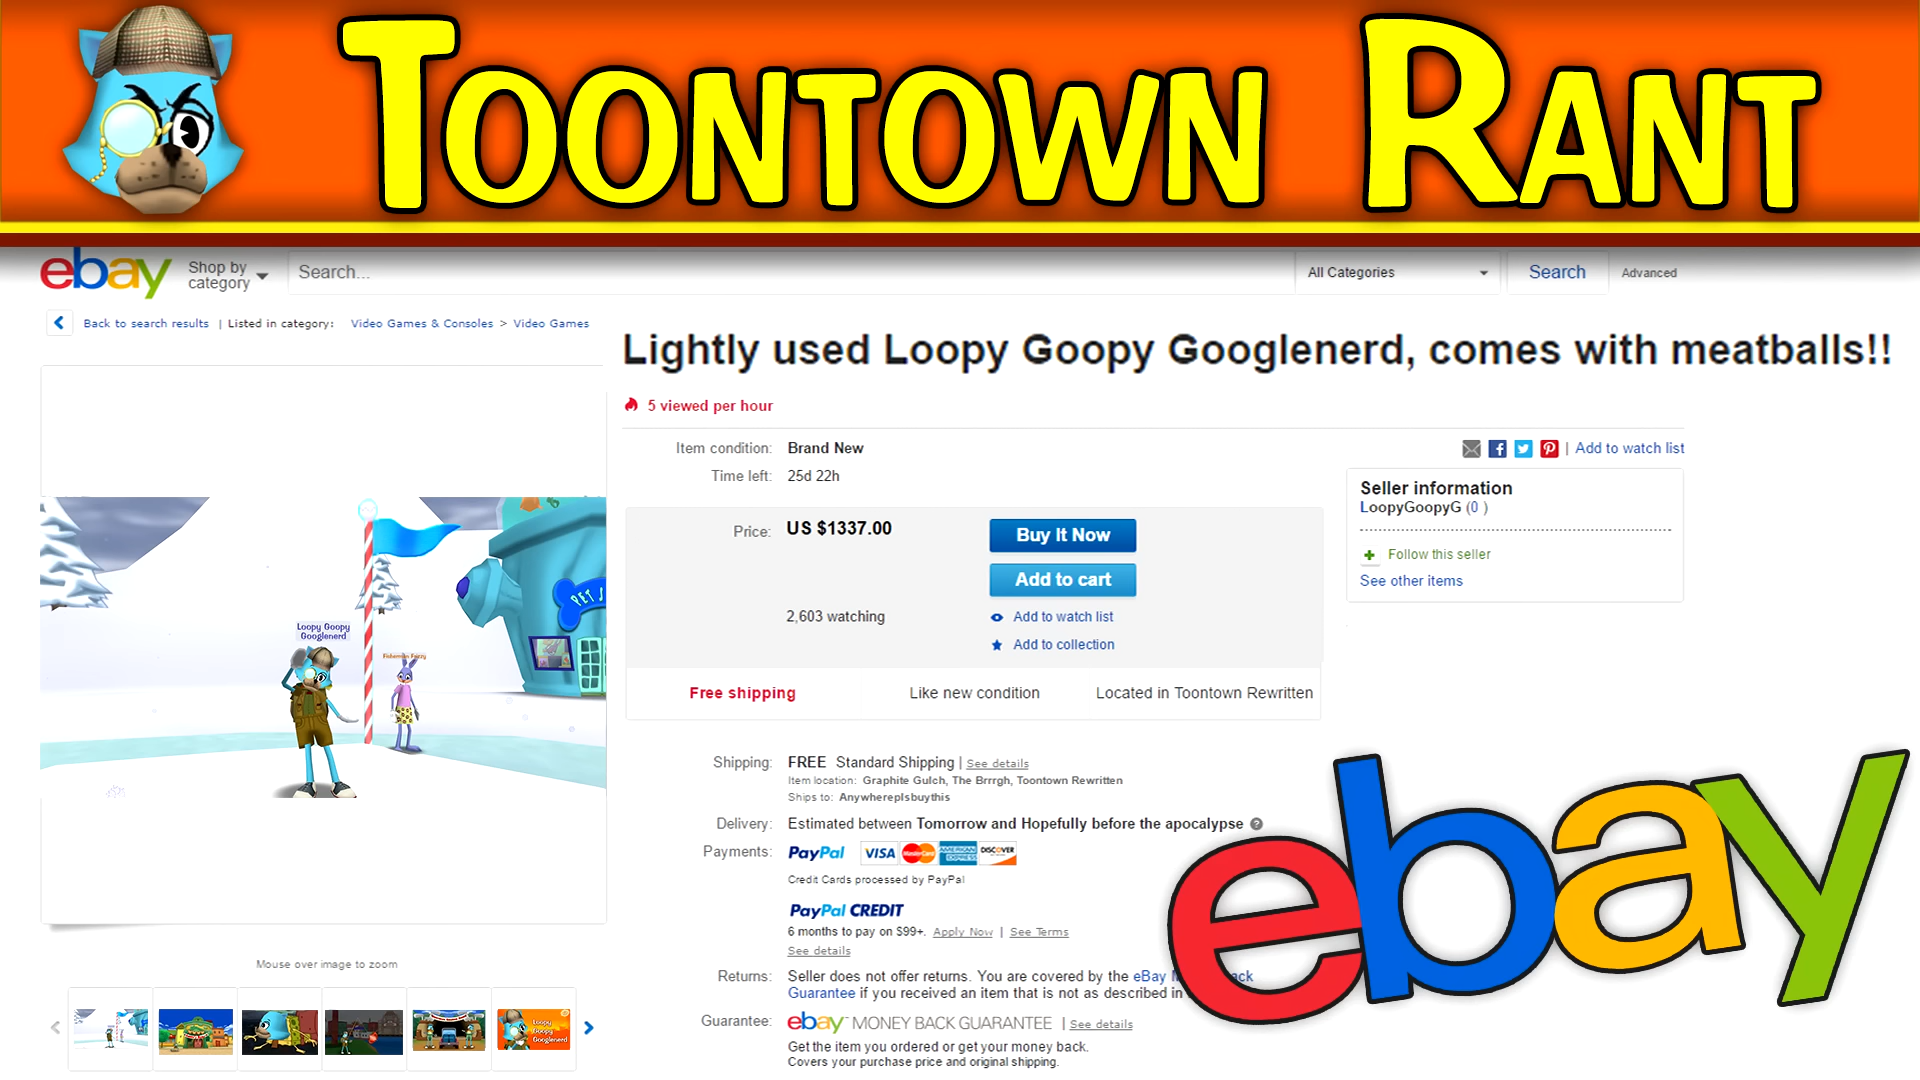 TOONTOWN RANT
ebay
Shop by
category
Search...
All Categories
Search
Advanced
Back to search results | Listed in category: Video Games & Consoles > Video Games
Lightly used Loopy Goopy Googlenerd, comes with meatballs!!
5 viewed per hour
Item condition: Brand New
Time left: 25d 22h
| Add to watch list
Seller information
LoopyGoopyG (0 )
Follow this seller
See other items
Price: US $1337.00
Buy It Now
Add to cart
2,603 watching
Add to watch list
Add to collection
Free shipping
Like new condition
Located in Toontown Rewritten
Loopy Goopy
Googlenerd
Fisherman Frizzy
PET S
Shipping: FREE Standard Shipping | See details
Item location: Graphite Gulch, The Brrrgh, Toontown Rewritten
Ships to: Anywhereplsbuythis
Delivery: Estimated between Tomorrow and Hopefully before the apocalypse
Payments: PayPal VISA MasterCard AMERICAN EXPRESS DISCOVER
Credit Cards processed by PayPal
PayPal CREDIT
6 months to pay on $99+. Apply Now | See Terms
See details
Returns: Seller does not offer returns. You are covered by the eBay
Guarantee if you received an item that is not as described in
Guarantee: ebay MONEY BACK GUARANTEE | See details
Get the item you ordered or get your money back.
Covers your purchase price and original shipping.
Mouse over image to zoom
Loopy
Goopy
Googlenerd
ebay